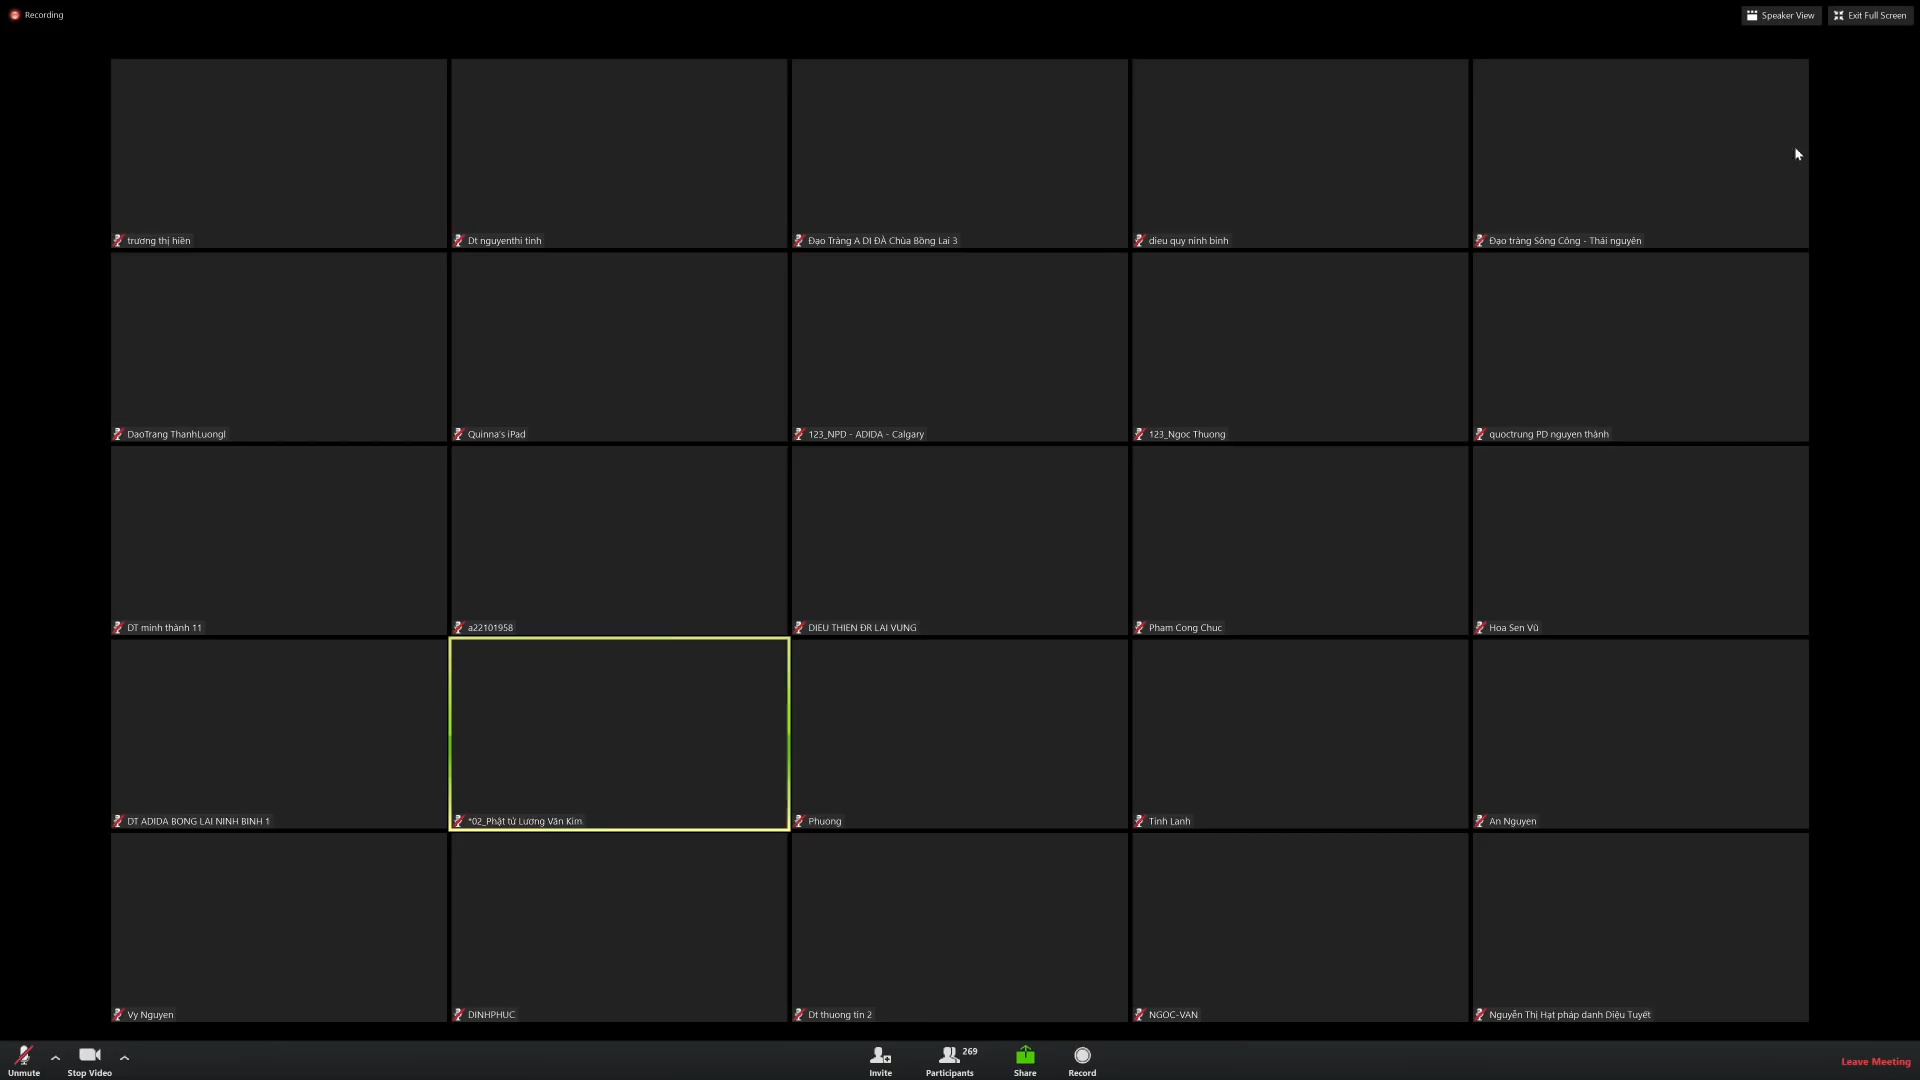 Recording
Speaker View
Exit Full Screen
trương thị hiền
Dt nguyenthi tinh
Đạo Tràng A DI ĐÀ Chùa Bồng Lai 3
dieu quy ninh binh
Đạo tràng Sông Công - Thái nguyên
DaoTrang ThanhLuongI
Quinna's iPad
123_NPD - ADIDA - Calgary
123_Ngoc Thuong
quoctrung PD nguyen thành
DT minh thành 11
a22101958
DIEU THIEN ĐR LAI VUNG
Pham Cong Chuc
Hoa Sen Vũ
DT ADIDA BONG LAI NINH BINH 1
*02_Phật tử Lương Văn Kim
Phuong
Tinh Lanh
An Nguyen
Vy Nguyen
DINHPHUC
Dt thuong tin 2
NGOC-VAN
Nguyễn Thị Hạt pháp danh Diệu Tuyết
Unmute
Stop Video
Invite
269
Participants
Share
Record
Leave Meeting